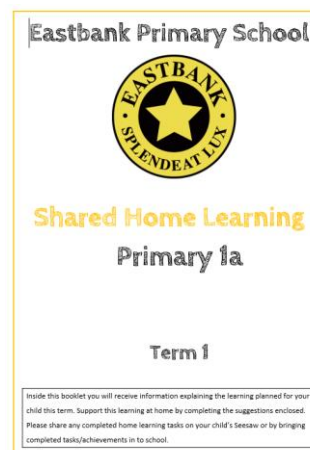 Eastbank Primary School
EASTBANK
SPLENDEAT LUX
Shared Home Learning
Primary 1a
Term 1
Inside this booklet you will receive information explaining the learning planned for your
child this term. Support this learning at home by completing the suggestions enclosed.
Please share any completed home learning tasks on your child's Seesaw or by bringing
completed tasks/achievements in to school.